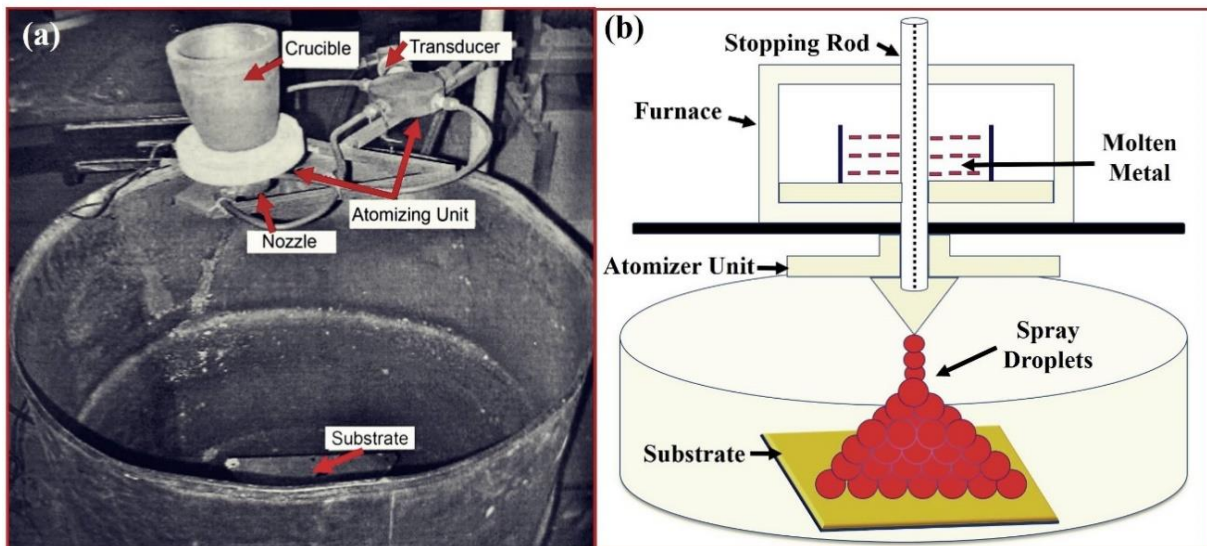 (a)
Crucible
Transducer
Atomizing Unit
Nozzle
Substrate
(b)
Stopping Rod
Furnace
Molten
Metal
Atomizer Unit
Spray
Droplets
Substrate